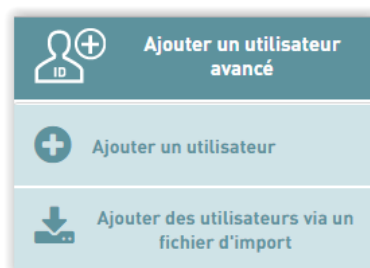 Ajouter un utilisateur
avancé
ID
Ajouter un utilisateur
Ajouter des utilisateurs via un
fichier d'import